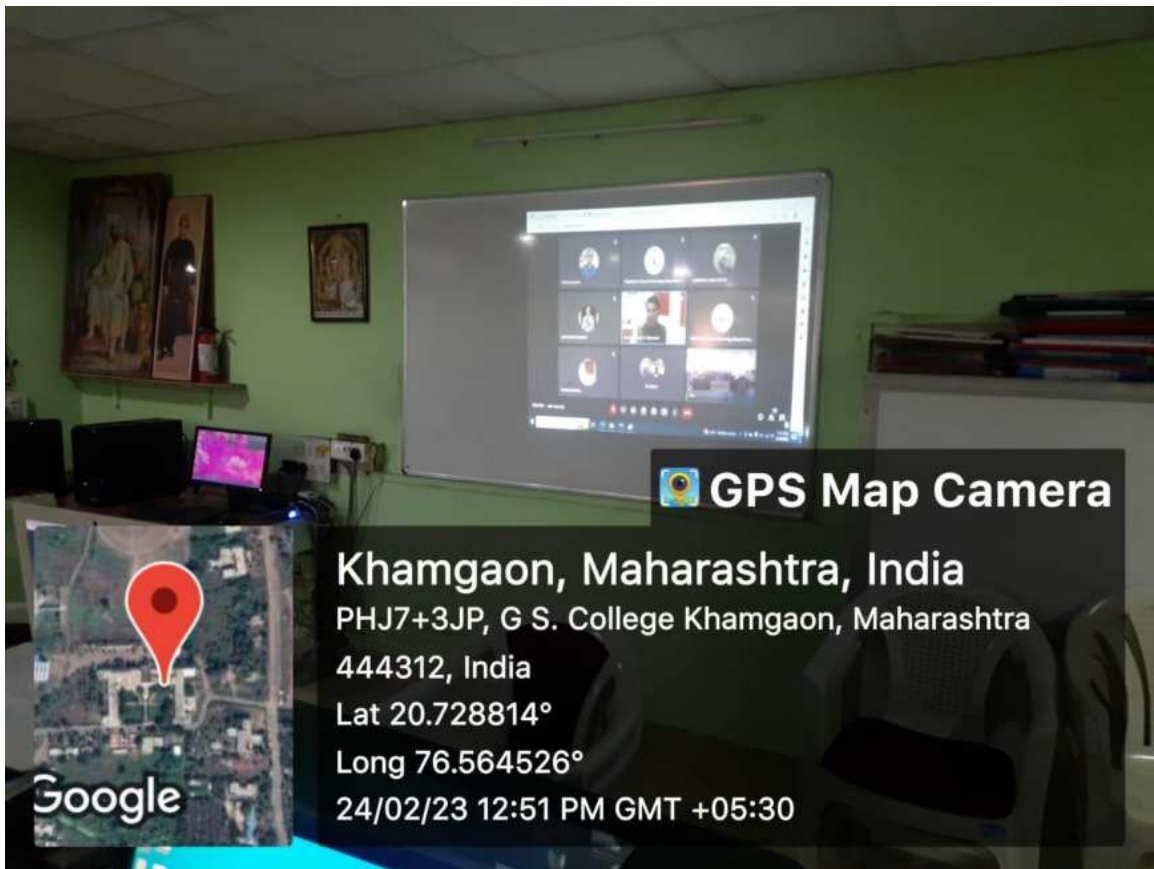 GPS Map Camera
Khamgaon, Maharashtra, India
PHJ7+3JP, G S. College Khamgaon, Maharashtra
444312, India
Lat 20.728814°
Long 76.564526°
24/02/23 12:51 PM GMT +05:30
Google